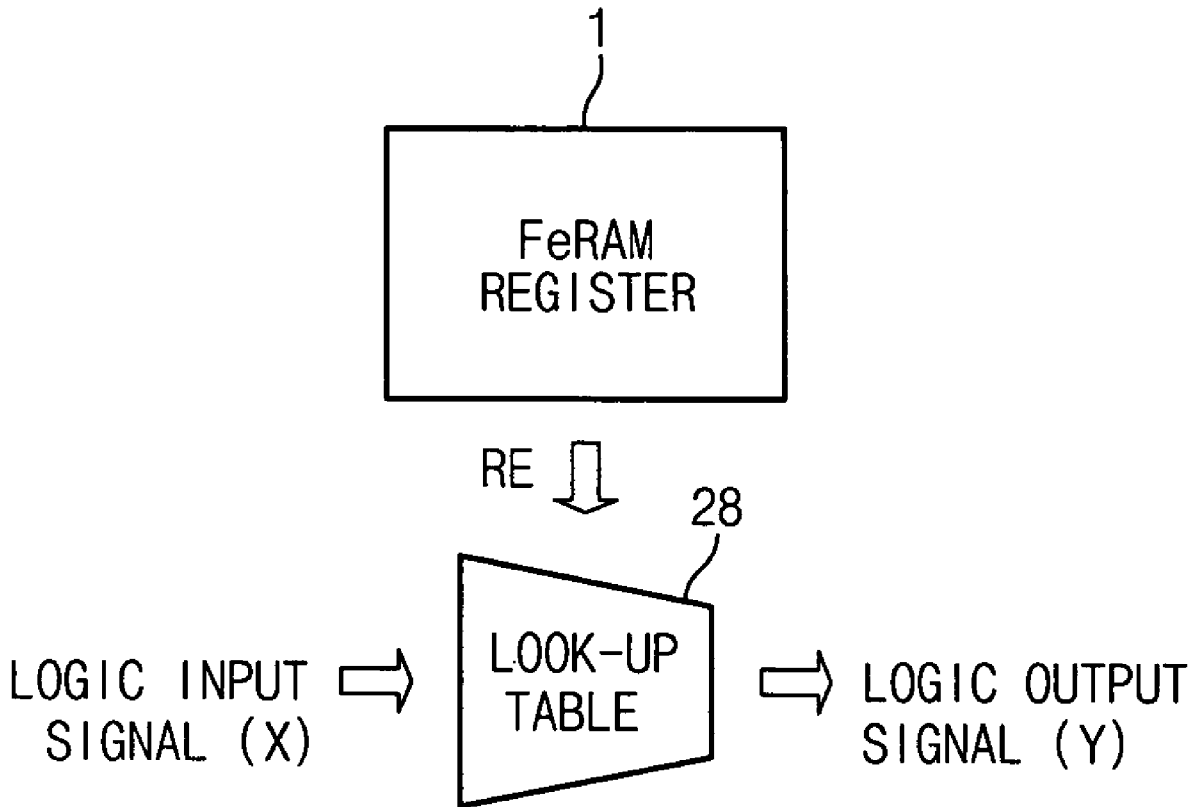 1
FeRAM
REGISTER
RE
28
LOOK-UP
TABLE
LOGIC INPUT
SIGNAL (X)
LOGIC OUTPUT
SIGNAL (Y)